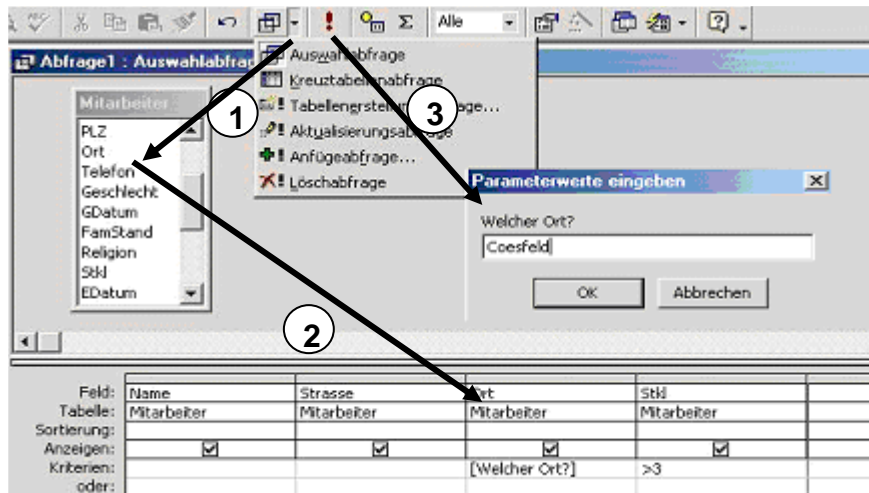 Alle
Abfrage1 : Auswahlabfrag
Auswahlabfrage
Kreuztabellenabfrage
Tabellenerstellungsabfrage...
Aktualisierungsabfrage
Anfügeabfrage...
Löschabfrage
1
3
2
Mitarbeiter
PLZ
Ort
Telefon
Geschlecht
GDatum
FamStand
Religion
Stkl
EDatum
Parameterwerte eingeben
Welcher Ort?
Coesfeld
OK Abbrechen
Feld: Name Strasse Ort Stkl
Tabelle: Mitarbeiter Mitarbeiter Mitarbeiter Mitarbeiter
Sortierung:
Anzeigen:
Kriterien: [Welcher Ort?] >3
oder: